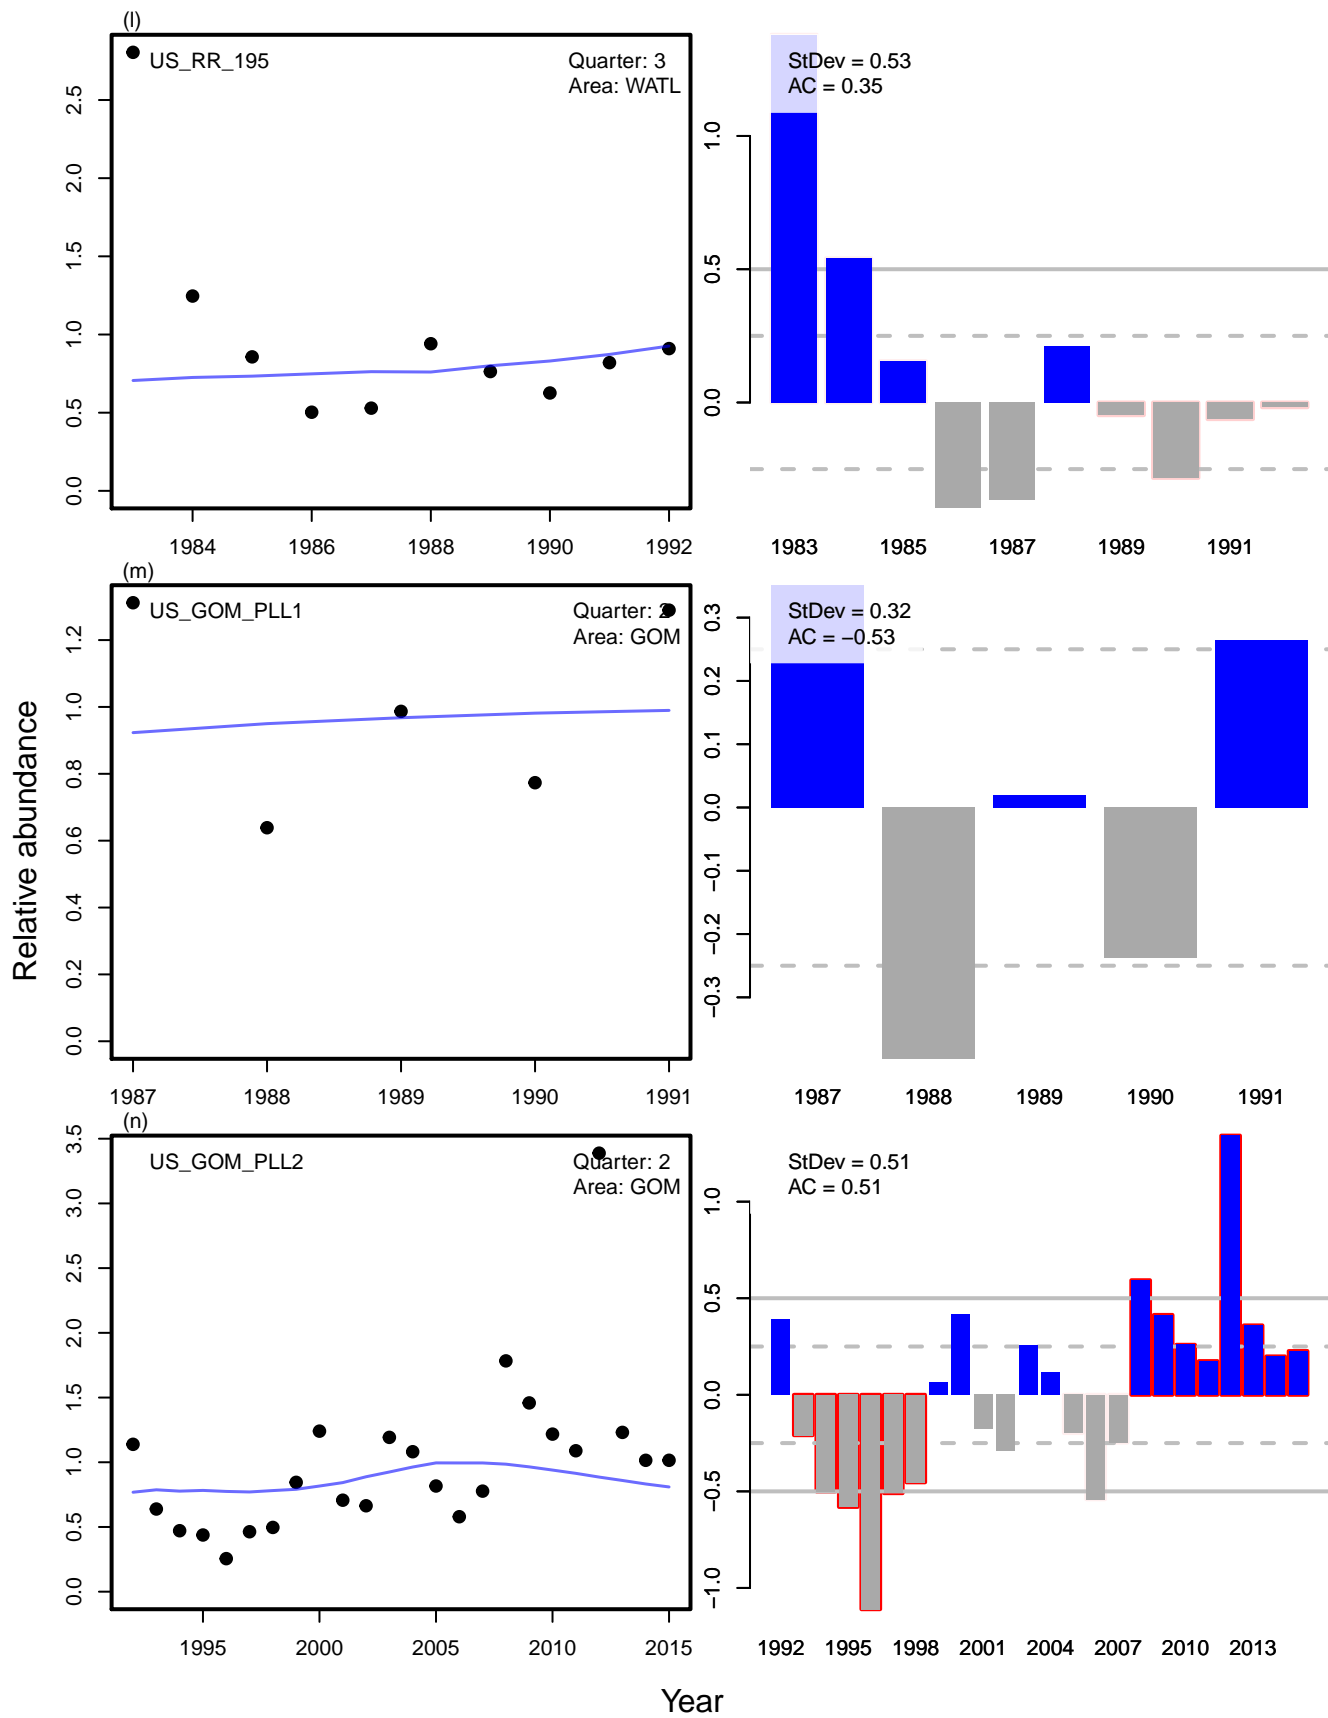 (l)
US_RR_195
Quarter: 3
Area: WATL
0.0 0.5 1.0 1.5 2.0 2.5
1984 1986 1988 1990 1992
StDev = 0.53
AC = 0.35
0.0 0.5 1.0
1983 1985 1987 1989 1991
(m)
US_GOM_PLL1
Quarter: 2
Area: GOM
0.0 0.2 0.4 0.6 0.8 1.0 1.2
1987 1988 1989 1990 1991
StDev = 0.32
AC = −0.53
−0.3 −0.2 −0.1 0.0 0.1 0.2 0.3
1987 1988 1989 1990 1991
Relative abundance
(n)
US_GOM_PLL2
Quarter: 2
Area: GOM
0.0 0.5 1.0 1.5 2.0 2.5 3.0 3.5
1995 2000 2005 2010 2015
StDev = 0.51
AC = 0.51
−1.0 −0.5 0.0 0.5 1.0
1992 1995 1998 2001 2004 2007 2010 2013
Year